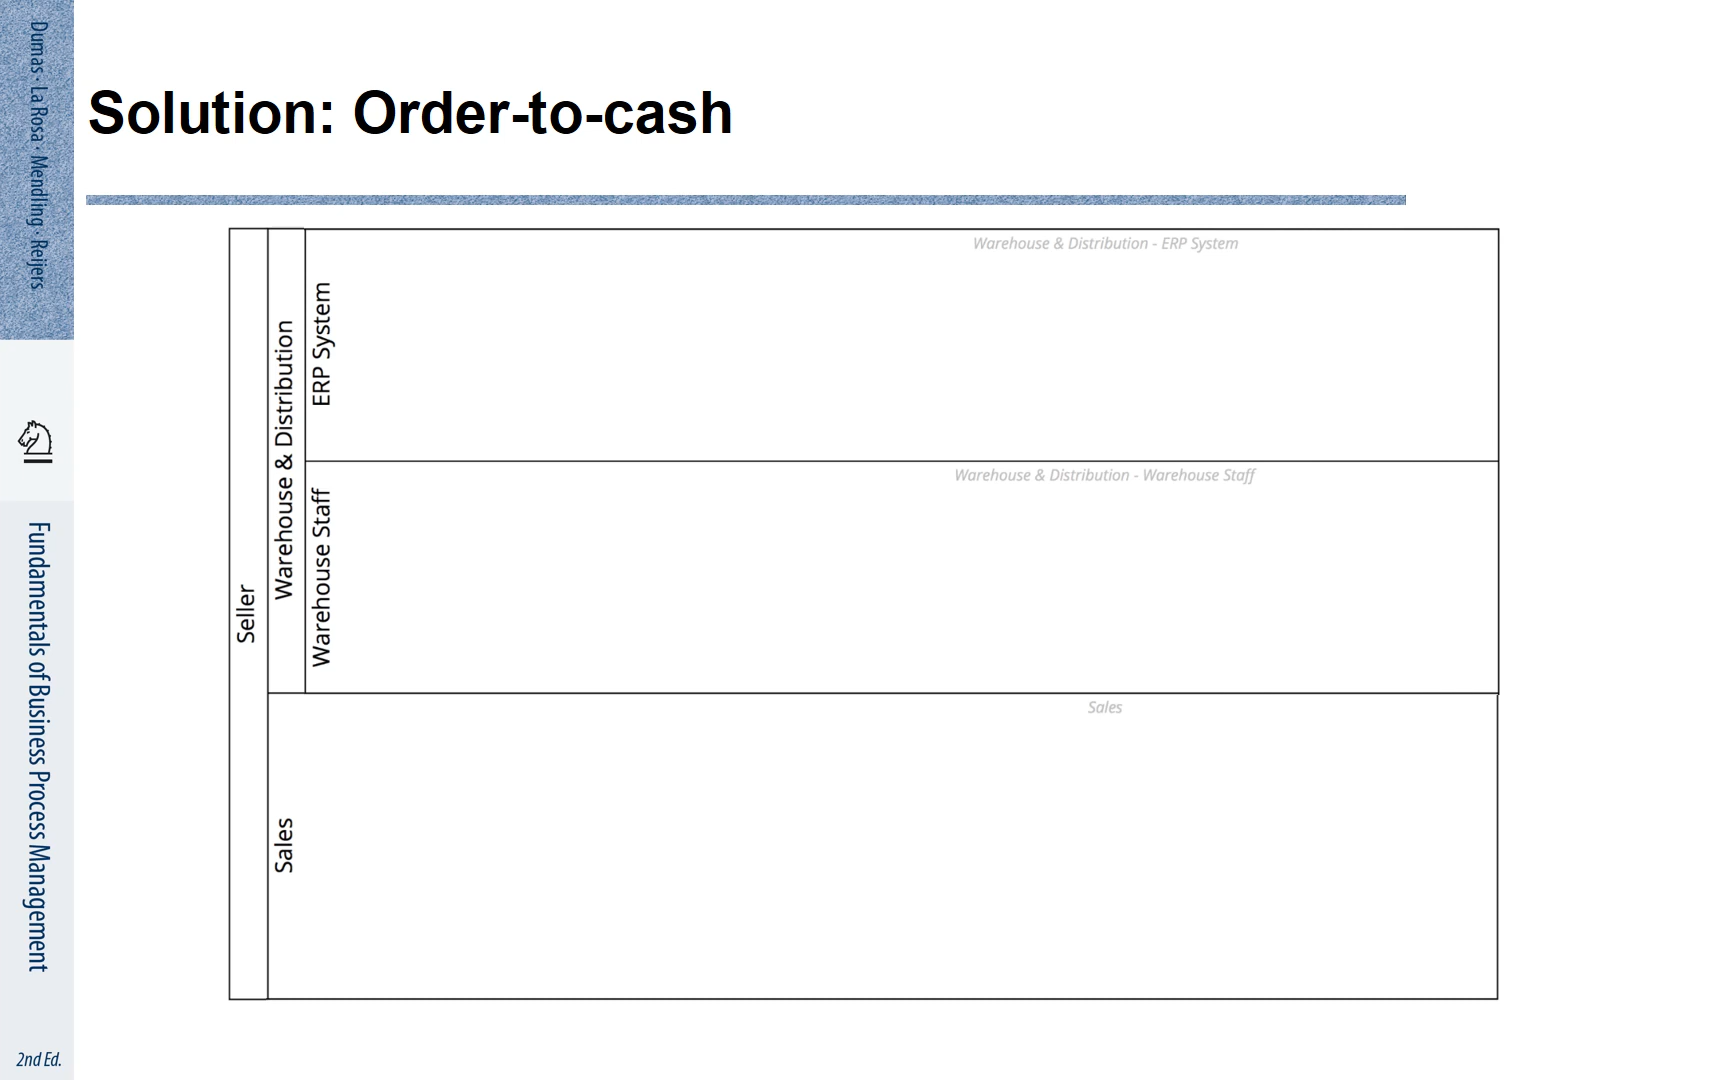 Dumas · La Rosa · Mendling · Reijers
Fundamentals of Business Process Management
2nd Ed.
Solution: Order-to-cash
Seller
Warehouse & Distribution
ERP System
Warehouse & Distribution - ERP System
Warehouse Staff
Warehouse & Distribution - Warehouse Staff
Sales
Sales